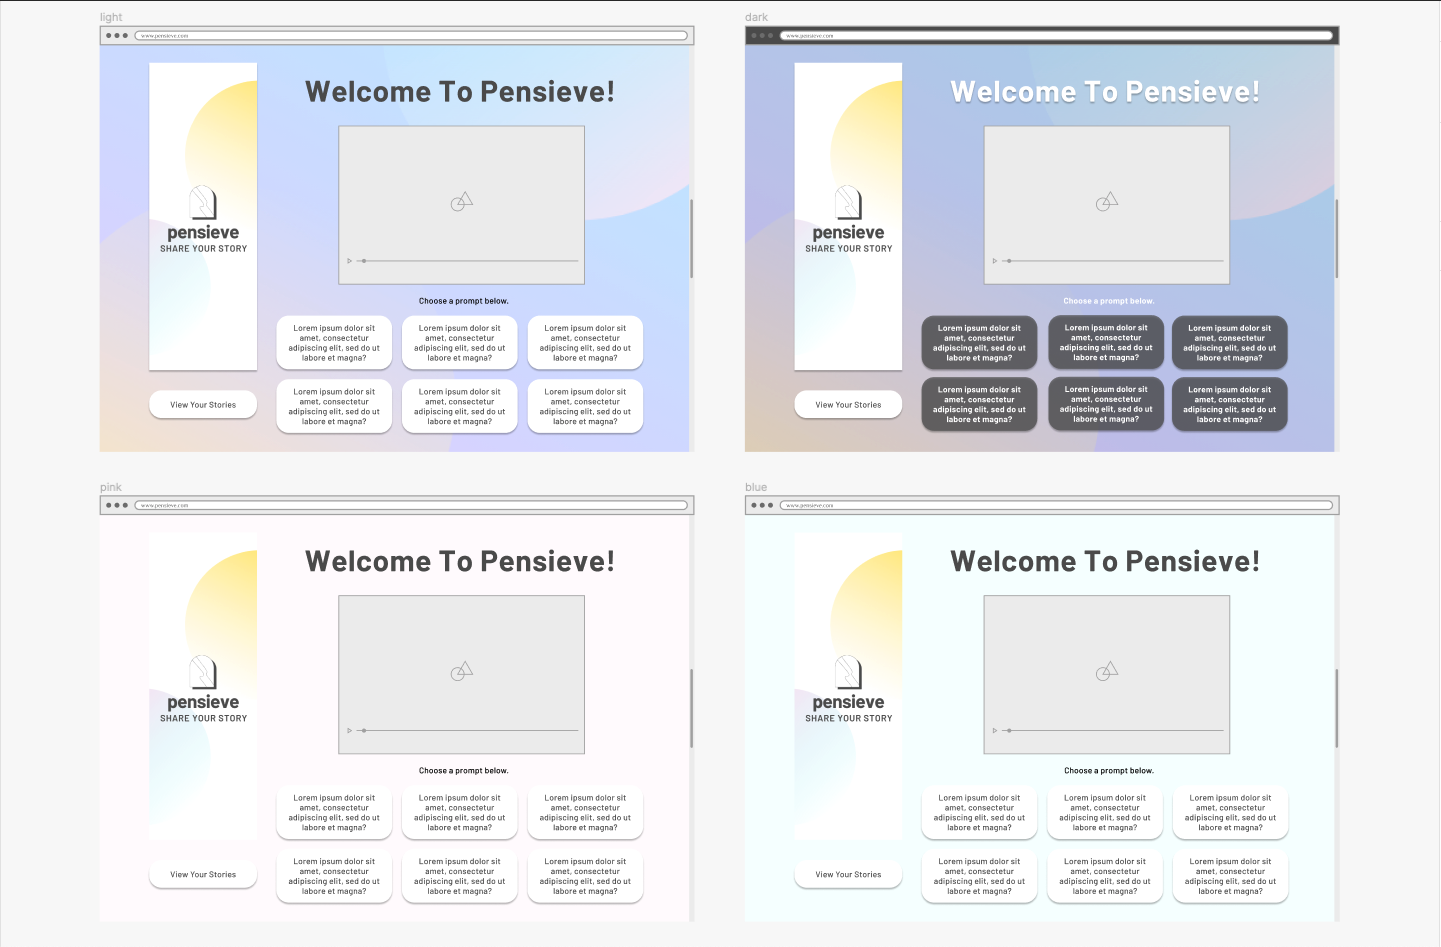 light
www.pensieve.com
Welcome To Pensieve!
pensieve
SHARE YOUR STORY
Choose a prompt below.
Lorem ipsum dolor sit
amet, consectetur
adipiscing elit, sed do ut
labore et magna?
Lorem ipsum dolor sit
amet, consectetur
adipiscing elit, sed do ut
labore et magna?
Lorem ipsum dolor sit
amet, consectetur
adipiscing elit, sed do ut
labore et magna?
View Your Stories
Lorem ipsum dolor sit
amet, consectetur
adipiscing elit, sed do ut
labore et magna?
Lorem ipsum dolor sit
amet, consectetur
adipiscing elit, sed do ut
labore et magna?
Lorem ipsum dolor sit
amet, consectetur
adipiscing elit, sed do ut
labore et magna?
dark
www.pensieve.com
Welcome To Pensieve!
pensieve
SHARE YOUR STORY
Choose a prompt below.
Lorem ipsum dolor sit
amet, consectetur
adipiscing elit, sed do ut
labore et magna?
Lorem ipsum dolor sit
amet, consectetur
adipiscing elit, sed do ut
labore et magna?
Lorem ipsum dolor sit
amet, consectetur
adipiscing elit, sed do ut
labore et magna?
View Your Stories
Lorem ipsum dolor sit
amet, consectetur
adipiscing elit, sed do ut
labore et magna?
Lorem ipsum dolor sit
amet, consectetur
adipiscing elit, sed do ut
labore et magna?
Lorem ipsum dolor sit
amet, consectetur
adipiscing elit, sed do ut
labore et magna?
pink
www.pensieve.com
Welcome To Pensieve!
pensieve
SHARE YOUR STORY
Choose a prompt below.
Lorem ipsum dolor sit
amet, consectetur
adipiscing elit, sed do ut
labore et magna?
Lorem ipsum dolor sit
amet, consectetur
adipiscing elit, sed do ut
labore et magna?
Lorem ipsum dolor sit
amet, consectetur
adipiscing elit, sed do ut
labore et magna?
View Your Stories
Lorem ipsum dolor sit
amet, consectetur
adipiscing elit, sed do ut
labore et magna?
Lorem ipsum dolor sit
amet, consectetur
adipiscing elit, sed do ut
labore et magna?
Lorem ipsum dolor sit
amet, consectetur
adipiscing elit, sed do ut
labore et magna?
blue
www.pensieve.com
Welcome To Pensieve!
pensieve
SHARE YOUR STORY
Choose a prompt below.
Lorem ipsum dolor sit
amet, consectetur
adipiscing elit, sed do ut
labore et magna?
Lorem ipsum dolor sit
amet, consectetur
adipiscing elit, sed do ut
labore et magna?
Lorem ipsum dolor sit
amet, consectetur
adipiscing elit, sed do ut
labore et magna?
View Your Stories
Lorem ipsum dolor sit
amet, consectetur
adipiscing elit, sed do ut
labore et magna?
Lorem ipsum dolor sit
amet, consectetur
adipiscing elit, sed do ut
labore et magna?
Lorem ipsum dolor sit
amet, consectetur
adipiscing elit, sed do ut
labore et magna?